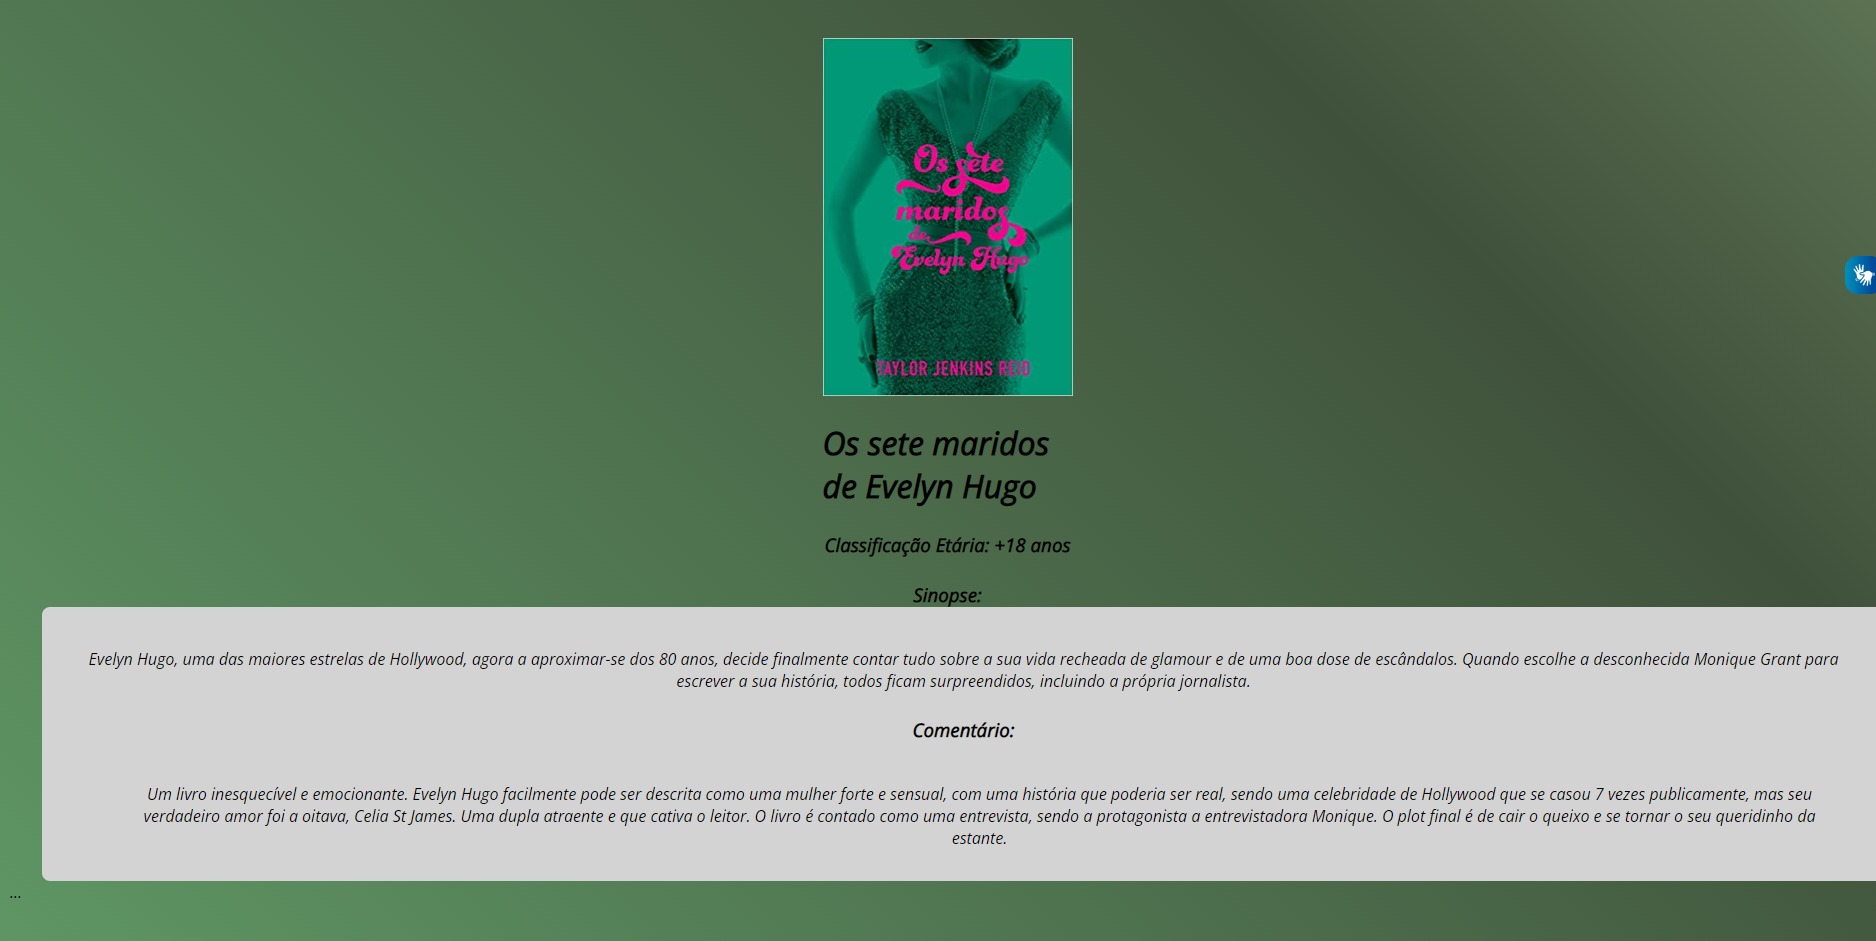 Os sete
maridos
de
Evelyn Hugo
TAYLOR JENKINS REID
Os sete maridos
de Evelyn Hugo
Classificação Etária: +18 anos
Sinopse:
Evelyn Hugo, uma das maiores estrelas de Hollywood, agora a aproximar-se dos 80 anos, decide finalmente contar tudo sobre a sua vida recheada de glamour e de uma boa dose de escândalos. Quando escolhe a desconhecida Monique Grant para
escrever a sua história, todos ficam surpreendidos, incluindo a própria jornalista.
Comentário:
Um livro inesquecível e emocionante. Evelyn Hugo facilmente pode ser descrita como uma mulher forte e sensual, com uma história que poderia ser real, sendo uma celebridade de Hollywood que se casou 7 vezes publicamente, mas seu
verdadeiro amor foi a oitava, Celia St James. Uma dupla atraente e que cativa o leitor. O livro é contado como uma entrevista, sendo a protagonista a entrevistadora Monique. O plot final é de cair o queixo e se tornar o seu queridinho da
estante.
...